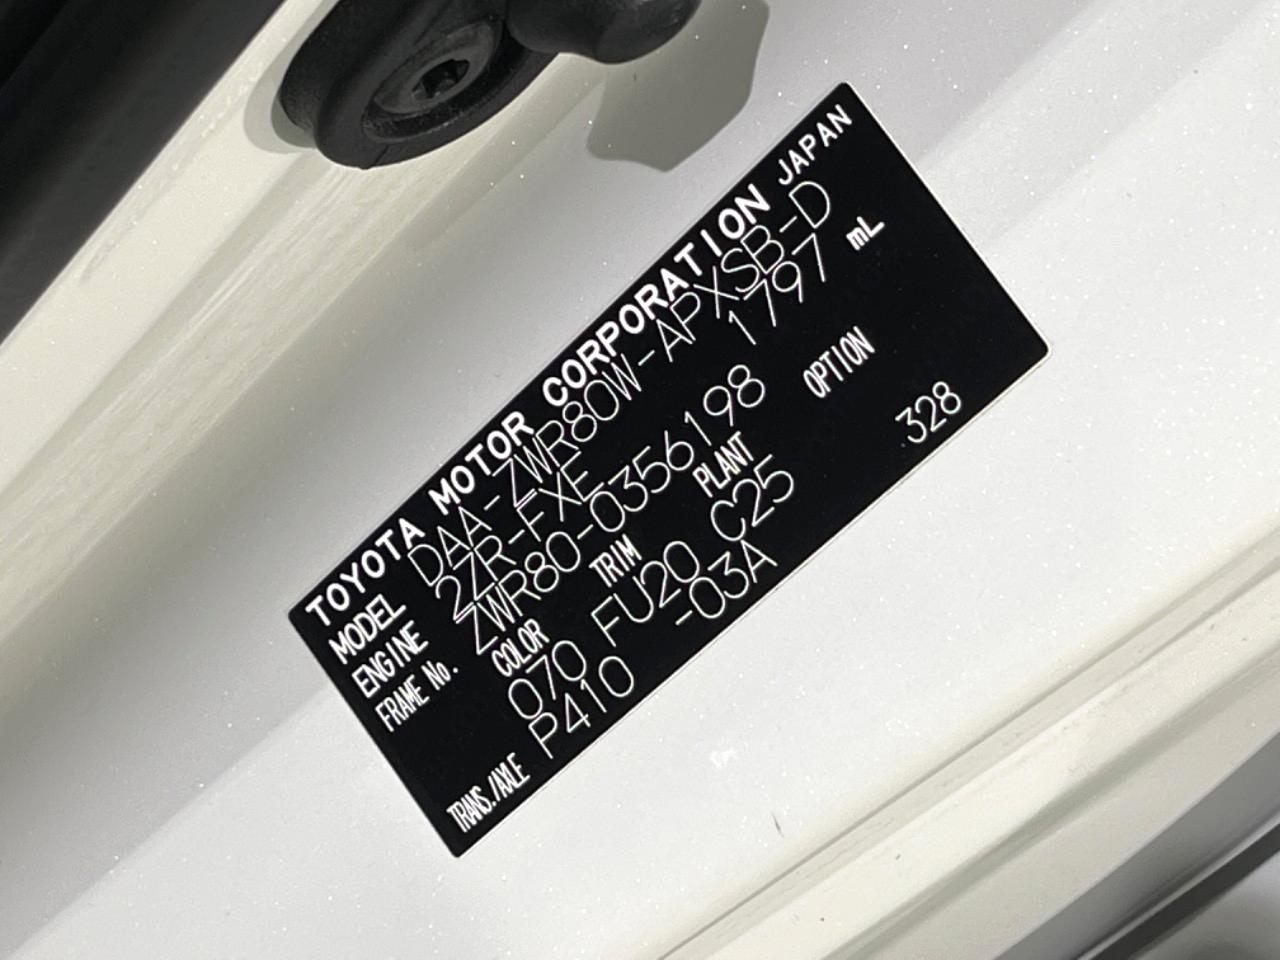 TOYOTA MOTOR CORPORATION JAPAN
MODEL DAA-ZWR80W-APXSB-D
ENGINE 2ZR-FXE 1797 mL
FRAME No. ZWR80-0356198
COLOR TRIM PLANT OPTION
070 FU20 C25 328
TRANS./AXLE P410 -03A